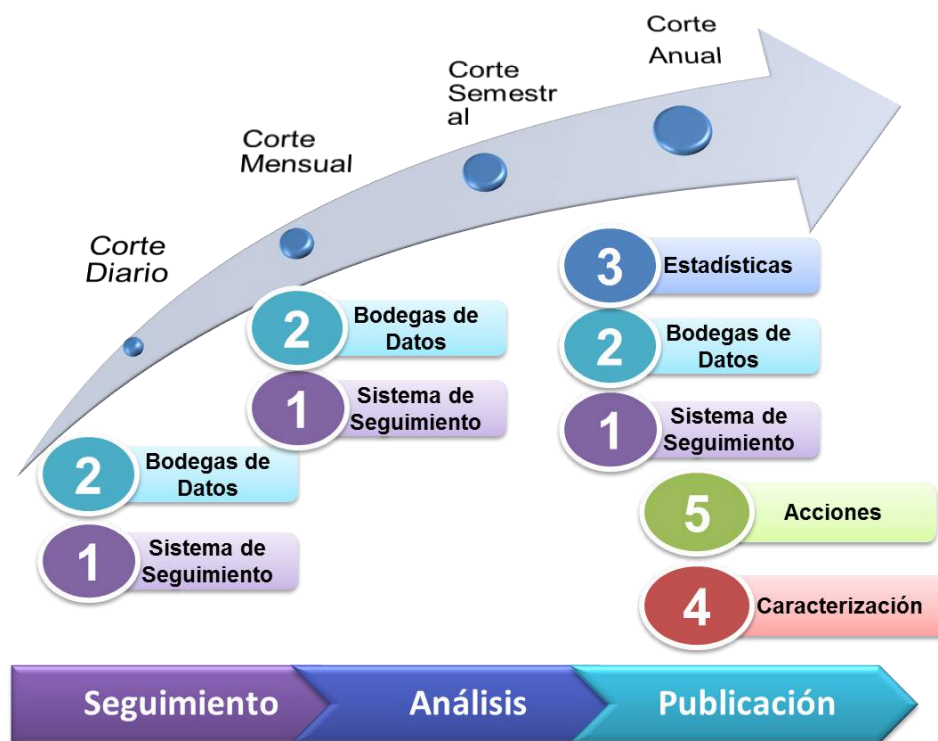 Corte
Anual
Corte
Semestr
al
Corte
Mensual
Corte
Diario
3
Estadísticas
2
Bodegas de
Datos
1
Sistema de
Seguimiento
2
Bodegas de
Datos
1
Sistema de
Seguimiento
2
Bodegas de
Datos
1
Sistema de
Seguimiento
5
Acciones
4
Caracterización
Seguimiento
Análisis
Publicación